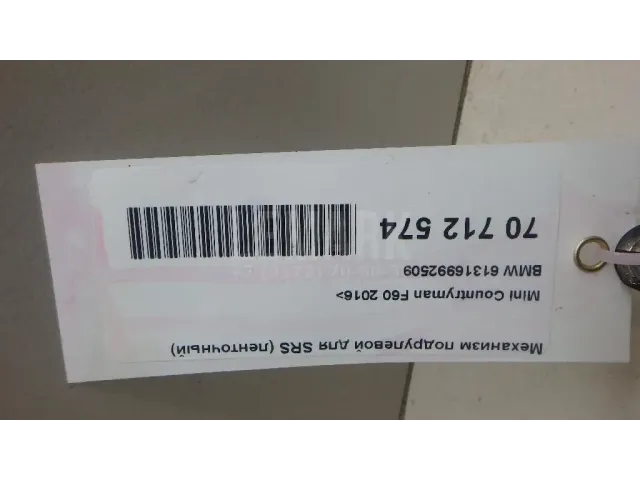 Механизм подрулевой для SRS (ленточный)
Mini Countryman F60 2016>
BMW 61316992509
70 712 574